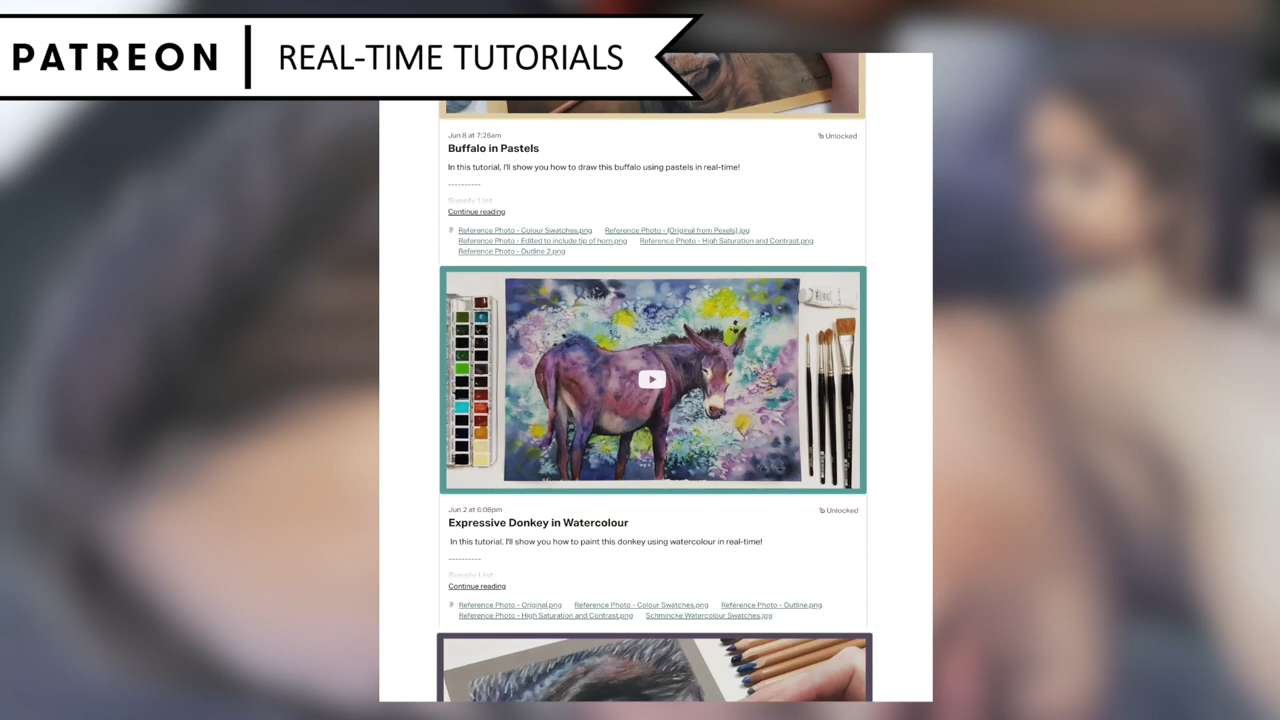 PATREON | REAL-TIME TUTORIALS
Jun 8 at 7:26am
Unlocked
Buffalo in Pastels
In this tutorial, I'll show you how to draw this buffalo using pastels in real-time!
----------
Supply List
Continue reading
Reference Photo - Colour Swatches.png Reference Photo - (Original from Pexels).jpg
Reference Photo - Edited to include tip of horn.png Reference Photo - High Saturation and Contrast.png
Reference Photo - Outline 2.png
Jun 2 at 6:08pm
Unlocked
Expressive Donkey in Watercolour
In this tutorial, I'll show you how to paint this donkey using watercolour in real-time!
----------
Supply List
Continue reading
Reference Photo - Original.png Reference Photo - Colour Swatches.png Reference Photo - Outline.png
Reference Photo - High Saturation and Contrast.png Schmincke Watercolour Swatches.jpg